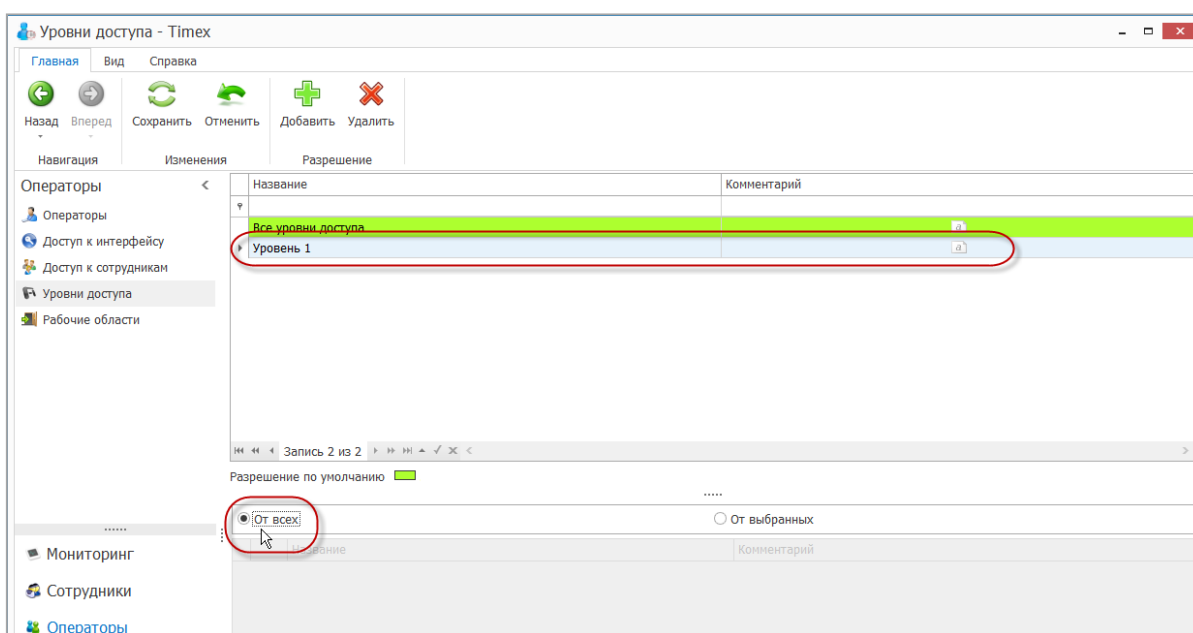 Уровни доступа - Timex
Главная Вид Справка
Назад Вперед Сохранить Отменить Добавить Удалить
Навигация Изменения Разрешение
Операторы
Операторы
Доступ к интерфейсу
Доступ к сотрудникам
Уровни доступа
Рабочие области
Название Комментарий
Все уровни доступа a
Уровень 1 a
Запись 2 из 2
Разрешение по умолчанию
От всех От выбранных
Название Комментарий
Мониторинг
Сотрудники
Операторы